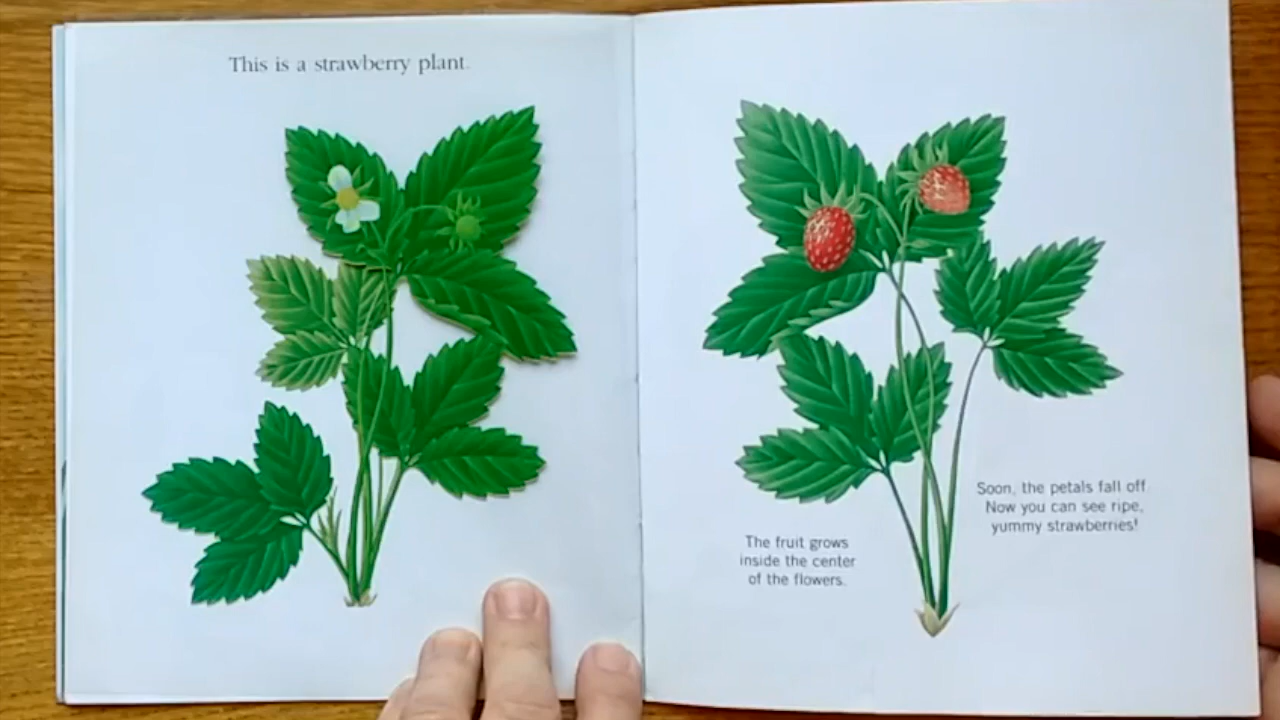 This is a strawberry plant.
The fruit grows
inside the center
of the flowers.
Soon, the petals fall off.
Now you can see ripe,
yummy strawberries!